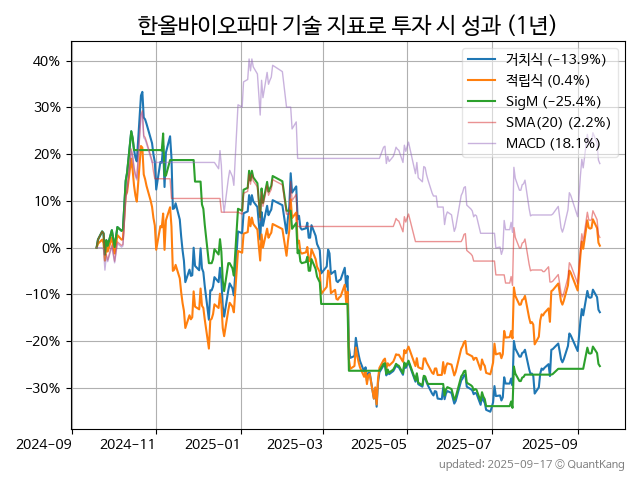 한올바이오파마 기술 지표로 투자 시 성과 (1년)
거치식 (−13.9%)
적립식 (0.4%)
SigM (−25.4%)
SMA(20) (2.2%)
MACD (18.1%)
40%
30%
20%
10%
0%
−10%
−20%
−30%
2024-09 2024-11 2025-01 2025-03 2025-05 2025-07 2025-09
updated: 2025-09-17 © QuantKang